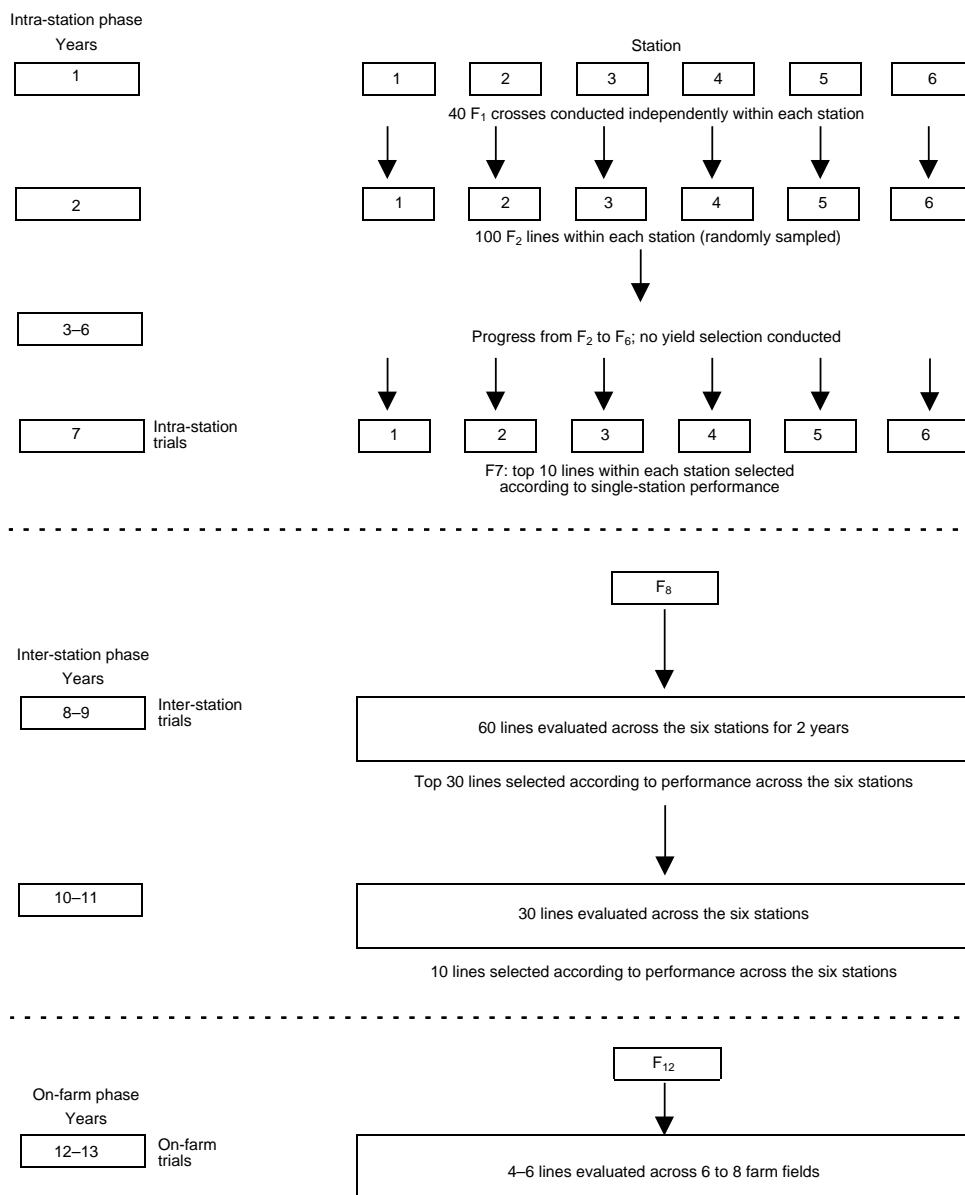 Intra-station phase
Years
Station
1
1 2 3 4 5 6
40 F₁ crosses conducted independently within each station
2
1 2 3 4 5 6
100 F₂ lines within each station (randomly sampled)
3–6
Progress from F₂ to F₆; no yield selection conducted
7
Intra-station
trials
1 2 3 4 5 6
F7: top 10 lines within each station selected
according to single-station performance
F₈
Inter-station phase
Years
8–9
Inter-station
trials
60 lines evaluated across the six stations for 2 years
Top 30 lines selected according to performance across the six stations
10–11
30 lines evaluated across the six stations
10 lines selected according to performance across the six stations
F₁₂
On-farm phase
Years
12–13
On-farm
trials
4–6 lines evaluated across 6 to 8 farm fields